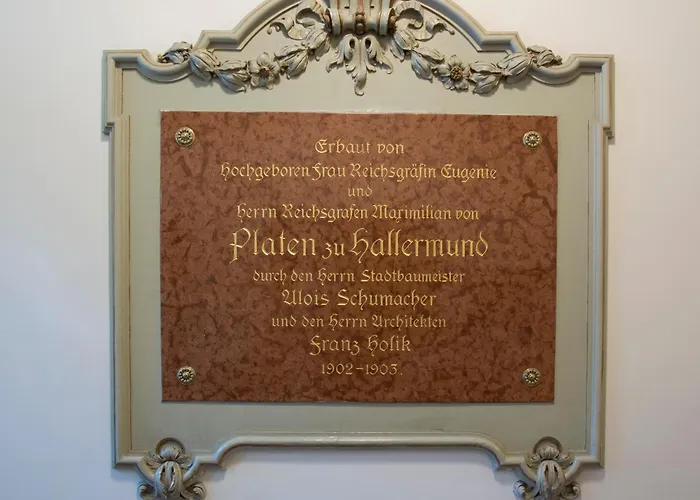 Erbaut von
Hochgeboren Frau Reichsgräfin Eugenie
und
Herrn Reichsgrafen Maximilian von
Platen zu Hallermund
durch den Herrn Stadtbaumeister
Alois Schumacher
und den Herrn Architekten
Franz Holik
1902-1903.